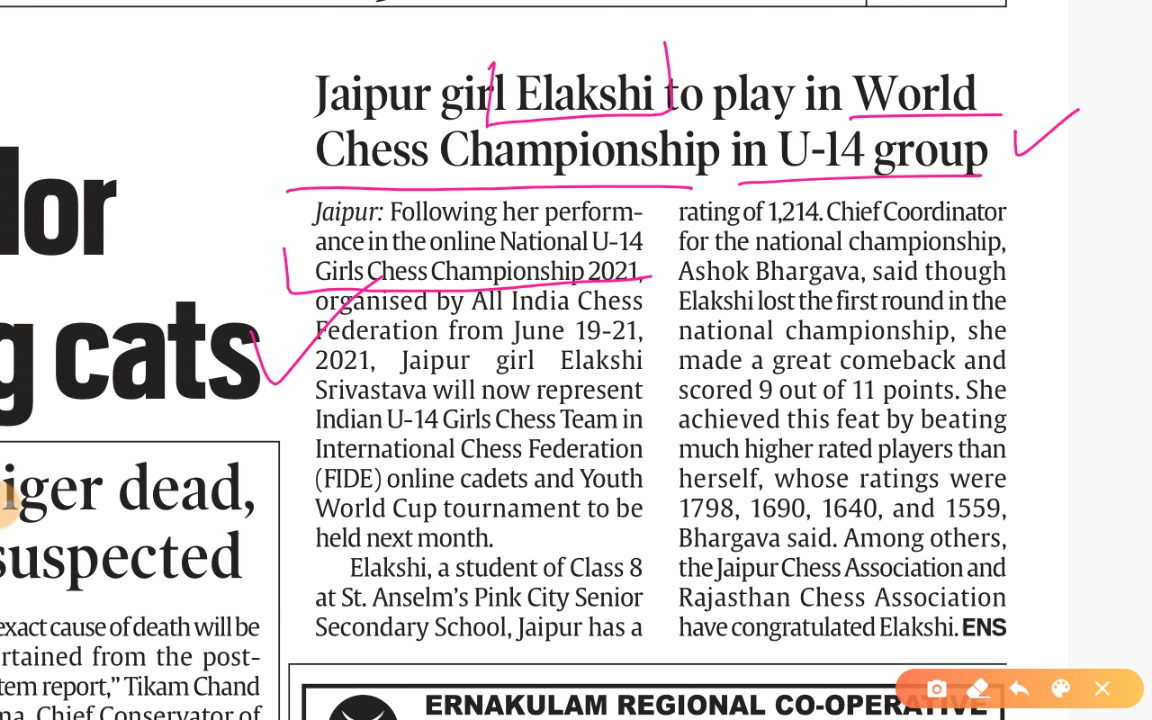 Jaipur girl Elakshi to play in World
Chess Championship in U-14 group
Jaipur: Following her perform-
ance in the online National U-14
Girls Chess Championship 2021,
organised by All India Chess
Federation from June 19-21,
2021, Jaipur girl Elakshi
Srivastava will now represent
Indian U-14 Girls Chess Team in
International Chess Federation
(FIDE) online cadets and Youth
World Cup tournament to be
held next month.
Elakshi, a student of Class 8
at St. Anselm's Pink City Senior
Secondary School, Jaipur has a
rating of 1,214. Chief Coordinator
for the national championship,
Ashok Bhargava, said though
Elakshi lost the first round in the
national championship, she
made a great comeback and
scored 9 out of 11 points. She
achieved this feat by beating
much higher rated players than
herself, whose ratings were
1798, 1690, 1640, and 1559,
Bhargava said. Among others,
the Jaipur Chess Association and
Rajasthan Chess Association
have congratulated Elakshi. ENS
cats
dead,
suspected
exact cause of death will be
from the post-
report,” Tikam Chand
Chief Conservator of
ERNAKULAM REGIONAL CO-OPERATIVE